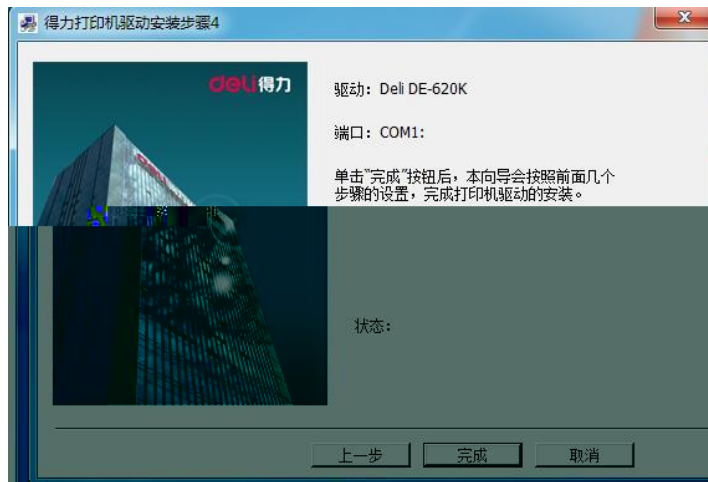 得力打印机驱动安装步骤4
deli得力
驱动: Deli DE-620K
端口: COM1:
单击"完成"按钮后，本向导会按照前面几个
步骤的设置，完成打印机驱动的安装。
状态:
上一步 完成 取消